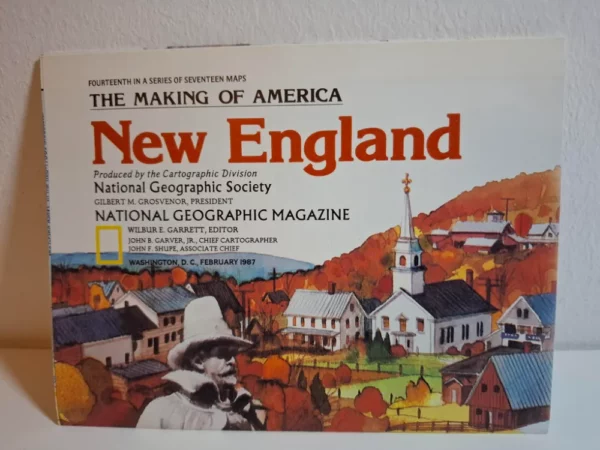 FOURTEENTH IN A SERIES OF SEVENTEEN MAPS
THE MAKING OF AMERICA
New England
Produced by the Cartographic Division
National Geographic Society
GILBERT M. GROSVENOR, PRESIDENT
NATIONAL GEOGRAPHIC MAGAZINE
WILBUR E. GARRETT, EDITOR
JOHN B. GARVER, JR., CHIEF CARTOGRAPHER
JOHN F. SHUPE, ASSOCIATE CHIEF
WASHINGTON, D.C., FEBRUARY 1987